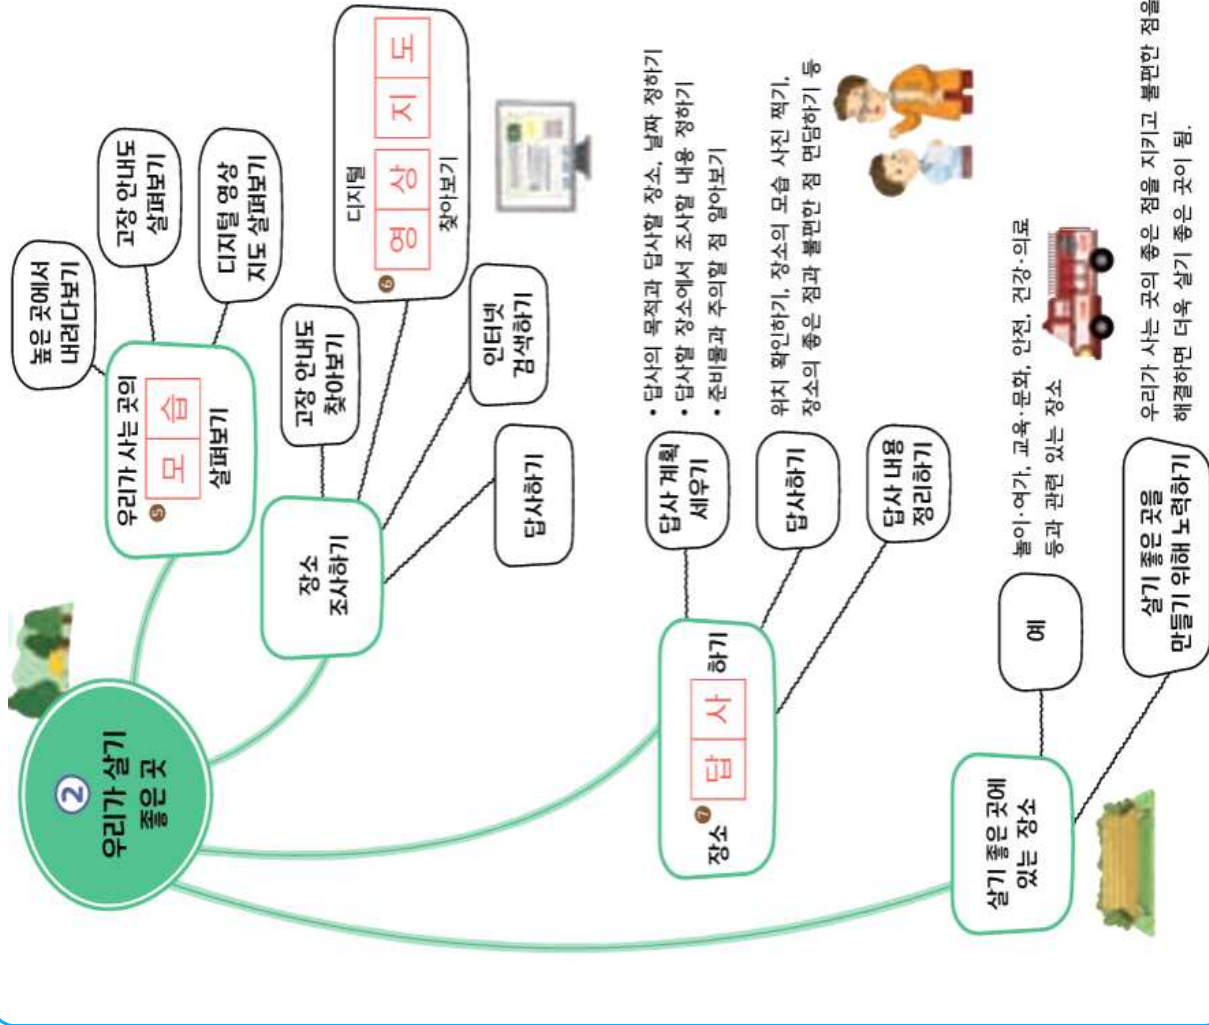 2
우리가 살기
좋은 곳
우리가 사는 곳의
5 모습
살펴보기
높은 곳에서
내려다보기
고장 안내도
살펴보기
디지털 영상
지도 살펴보기
장소
조사하기
고장 안내도
찾아보기
디지털
6 영상 지도
찾아보기
인터넷
검색하기
답사하기
장소 7 답사 하기
답사 계획
세우기
• 답사의 목적과 답사할 장소, 날짜 정하기
• 답사할 장소에서 조사할 내용 정하기
• 준비물과 주의할 점 알아보기
답사하기
위치 확인하기, 장소의 모습 사진 찍기,
장소의 좋은 점과 불편한 점 면담하기 등
답사 내용
정리하기
살기 좋은 곳에
있는 장소
예
놀이·여가, 교육·문화, 안전, 건강·의료
등과 관련 있는 장소
살기 좋은 곳을
만들기 위해 노력하기
우리가 사는 곳의 좋은 점을 지키고 불편한 점을
해결하면 더욱 살기 좋은 곳이 됨.